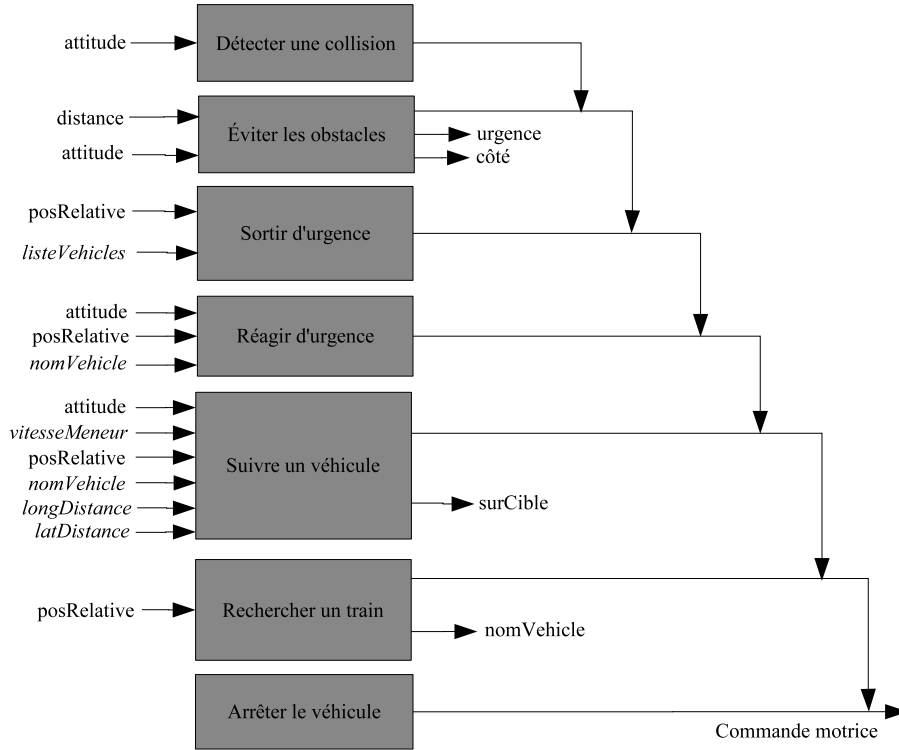 attitude
Détecter une collision
distance
attitude
Éviter les obstacles
urgence
côté
posRelative
listeVehicles
Sortir d'urgence
attitude
posRelative
nomVehicle
Réagir d'urgence
attitude
vitesseMeneur
posRelative
nomVehicle
longDistance
latDistance
Suivre un véhicule
surCible
posRelative
Rechercher un train
nomVehicle
Arrêter le véhicule
Commande motrice